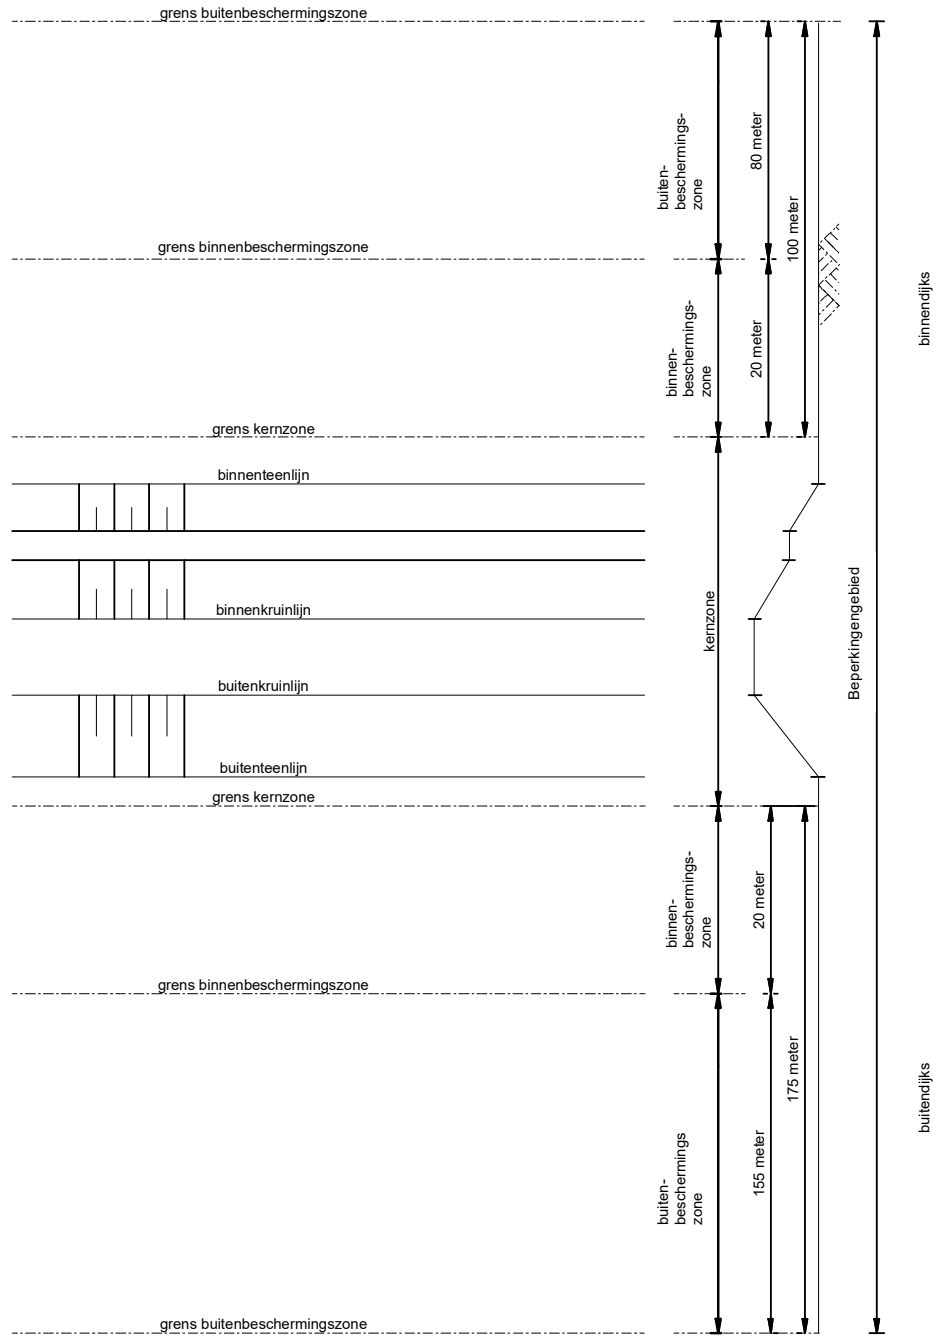 grens buitenbeschermingszone
buiten-
beschermings-
zone
80 meter
100 meter
grens binnenbeschermingszone
binnendijks
binnen-
beschermings-
zone
20 meter
grens kernzone
binnenteenlijn
binnenkruinlijn
kernzone
Beperkingengebied
buitenkruinlijn
buitenteenlijn
grens kernzone
binnen-
beschermings-
zone
20 meter
grens binnenbeschermingszone
175 meter
buitendijks
buiten-
beschermings
zone
155 meter
grens buitenbeschermingszone